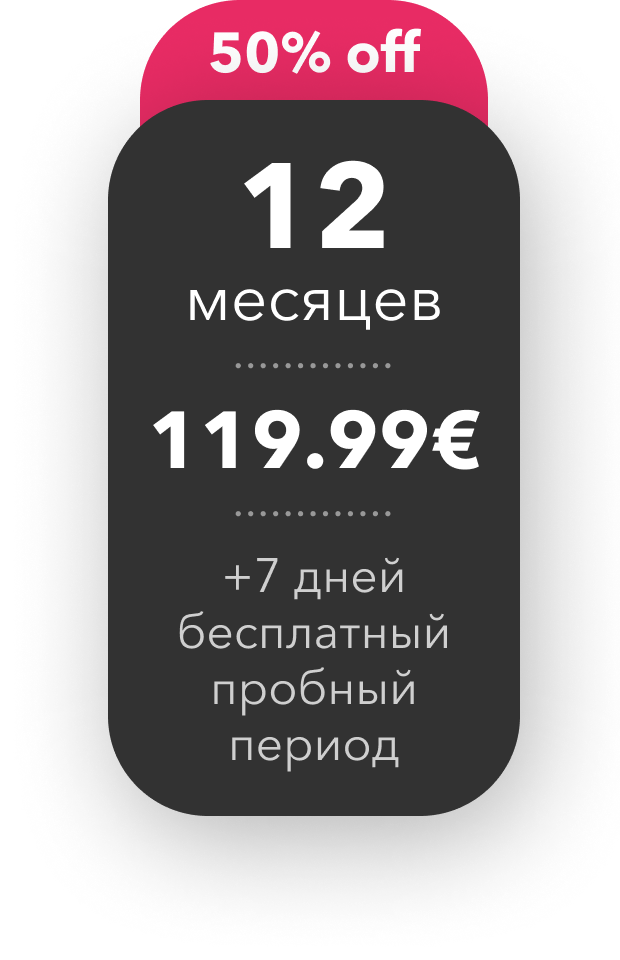 50% off
12
месяцев
119.99€
+7 дней
бесплатный
пробный
период